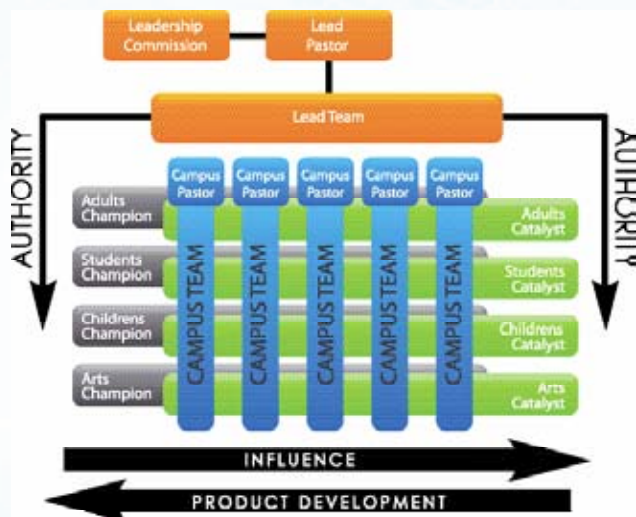 Leadership
Commission
Lead
Pastor
Lead Team
AUTHORITY
AUTHORITY
Campus
Pastor
Campus
Pastor
Campus
Pastor
Campus
Pastor
Campus
Pastor
Adults
Champion
Adults
Catalyst
Students
Champion
Students
Catalyst
Childrens
Champion
Childrens
Catalyst
Arts
Champion
Arts
Catalyst
CAMPUS TEAM
CAMPUS TEAM
CAMPUS TEAM
CAMPUS TEAM
CAMPUS TEAM
INFLUENCE
PRODUCT DEVELOPMENT